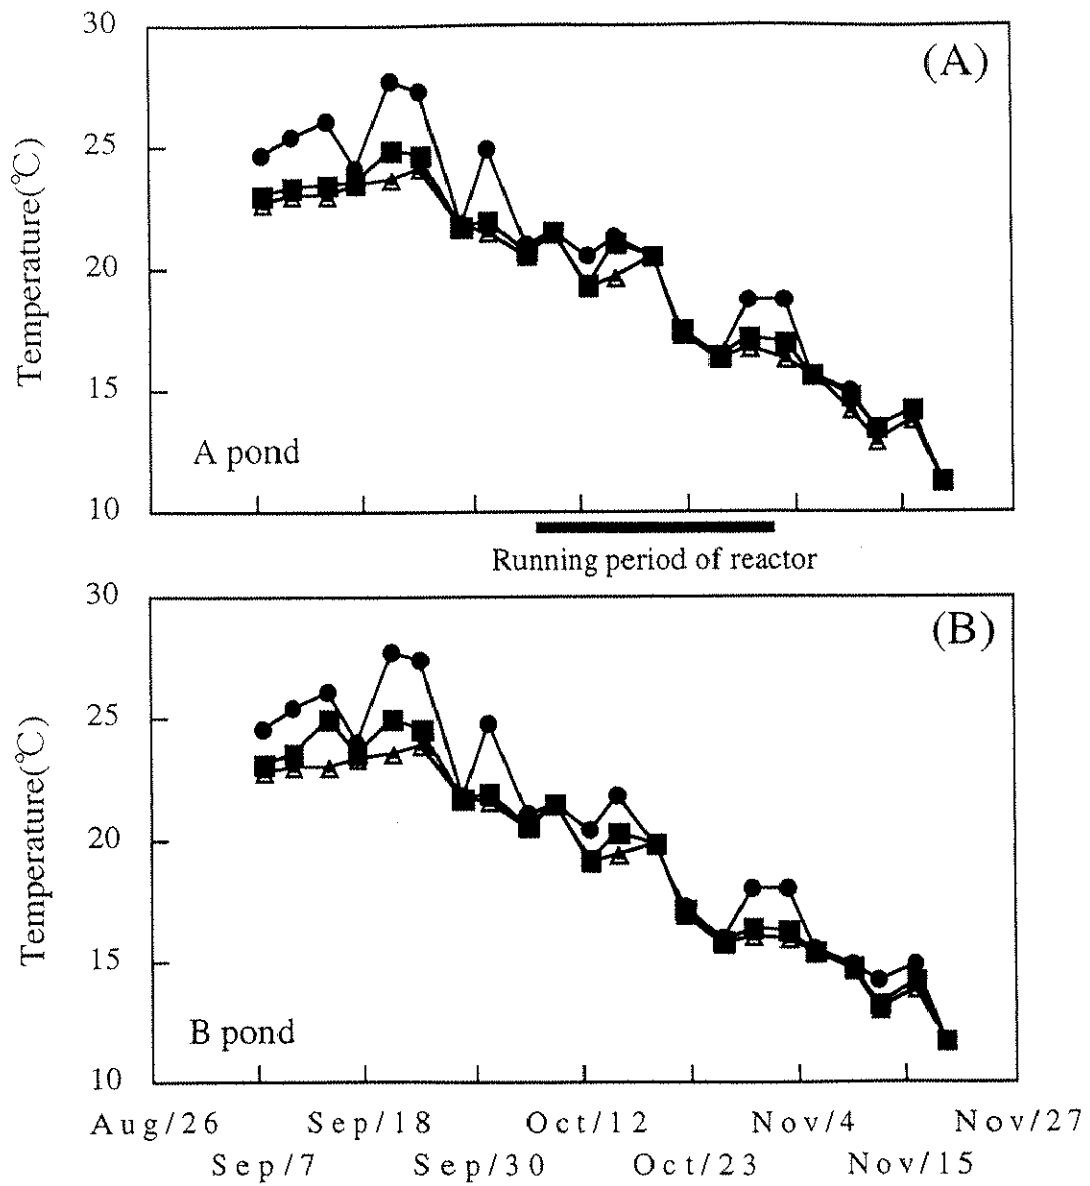 30
(A)
25
20
15
10
Temperature(℃)
A pond
Running period of reactor
30
(B)
25
20
15
10
Temperature(℃)
B pond
Aug/26 Sep/18 Oct/12 Nov/4 Nov/27
Sep/7 Sep/30 Oct/23 Nov/15